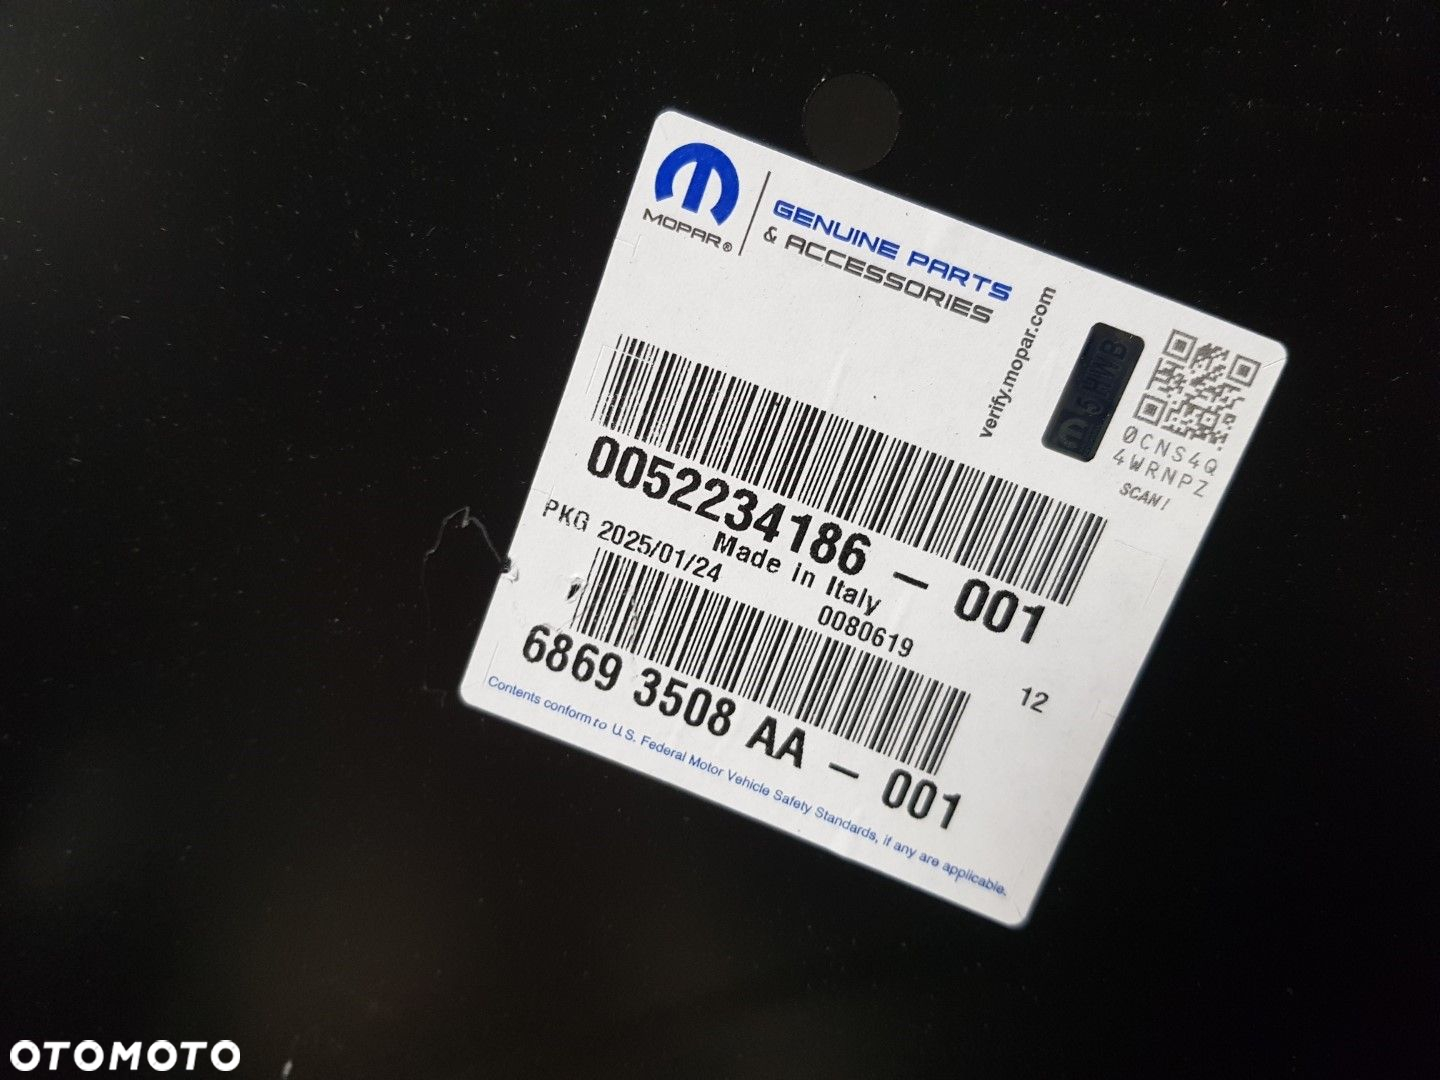 MOPAR®
GENUINE PARTS
& ACCESSORIES
verify.mopar.com
5HWB
0CNS4Q
4WRNPZ
SCAN!
0052234186 - 001
Made in Italy
PKG 2025/01/24
0080619
12
6869 3508 AA - 001
Contents conform to U.S. Federal Motor Vehicle Safety Standards, if any are applicable.
OTOMOTO